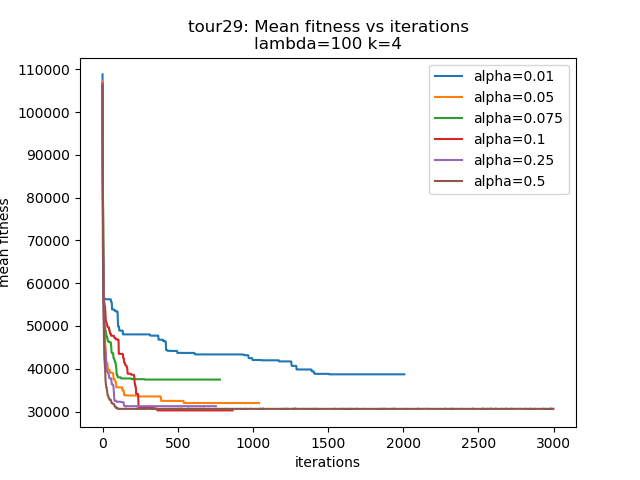 tour29: Mean fitness vs iterations
lambda=100 k=4
mean fitness
110000
100000
90000
80000
70000
60000
50000
40000
30000
alpha=0.01
alpha=0.05
alpha=0.075
alpha=0.1
alpha=0.25
alpha=0.5
0 500 1000 1500 2000 2500 3000
iterations